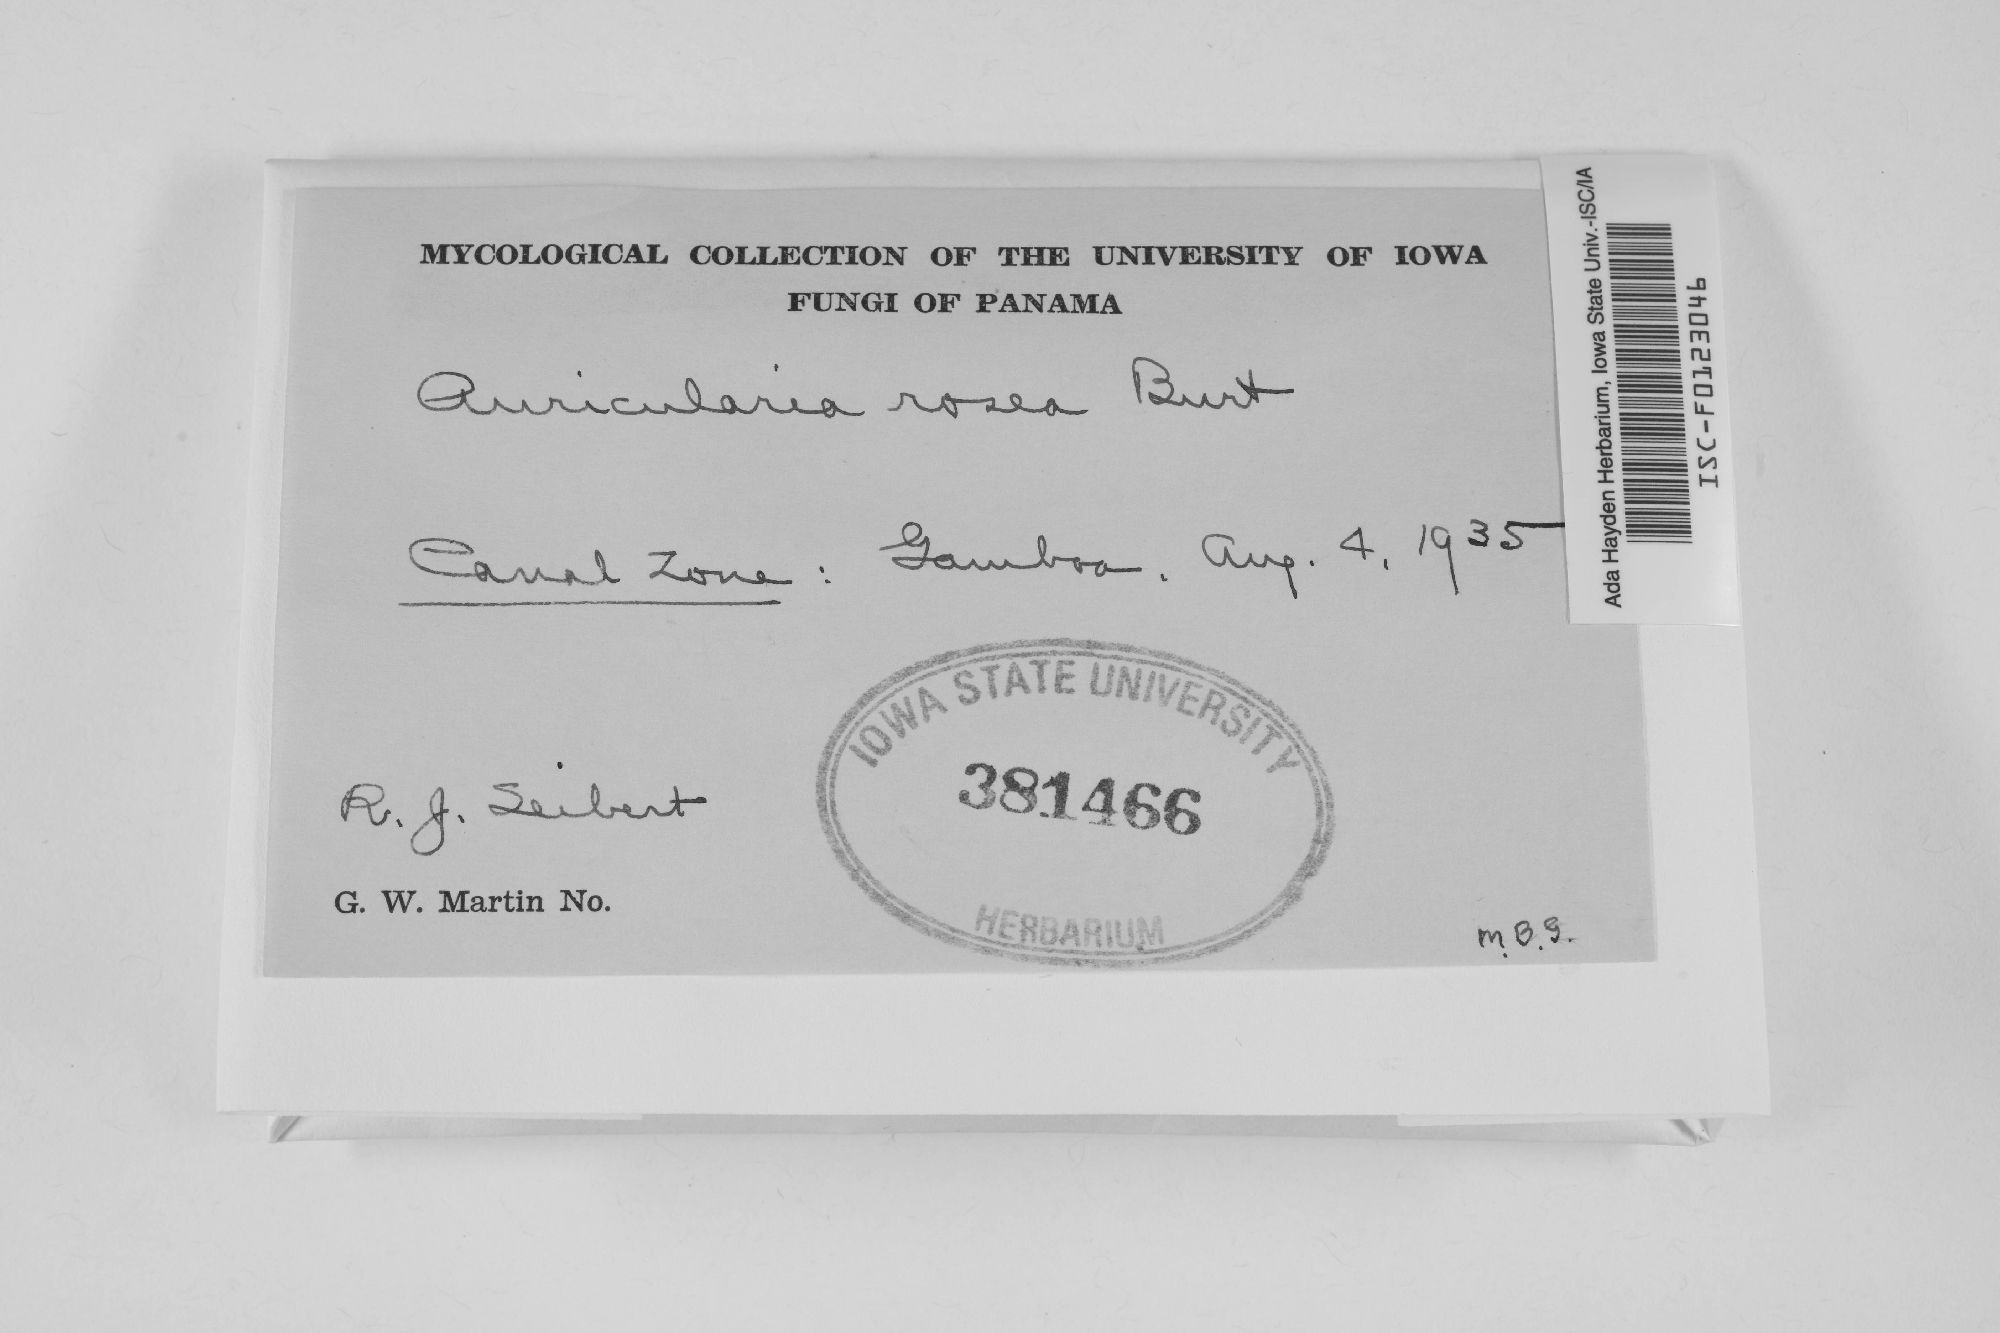 MYCOLOGICAL COLLECTION OF THE UNIVERSITY OF IOWA
FUNGI OF PANAMA
Auricularia rosea Burt
Canal Zone: Gamboa. Aug. 4, 1935
R. J. Seibert
G. W. Martin No.
IOWA STATE UNIVERSITY
381466
HERBARIUM
M.B.G.
Ada Hayden Herbarium, Iowa State Univ.-ISC/IA
ISC-F0123046